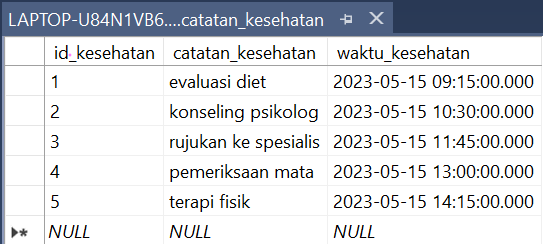 LAPTOP-U84N1VB6....catatan_kesehatan
id_kesehatan catatan_kesehatan waktu_kesehatan
1 evaluasi diet 2023-05-15 09:15:00.000
2 konseling psikolog 2023-05-15 10:30:00.000
3 rujukan ke spesialis 2023-05-15 11:45:00.000
4 pemeriksaan mata 2023-05-15 13:00:00.000
5 terapi fisik 2023-05-15 14:15:00.000
NULL NULL NULL